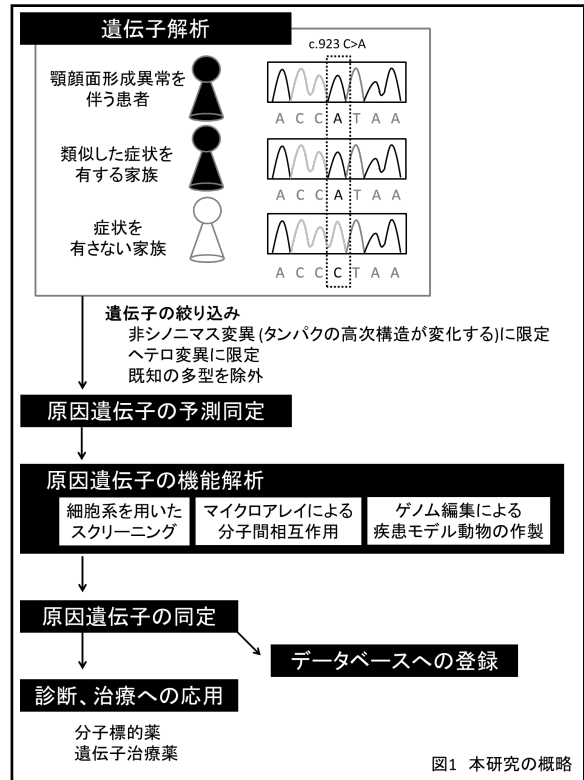 遺伝子解析
c.923 C>A
顎顔面形成異常を
伴う患者
A C C A T A A
類似した症状を
有する家族
A C C A T A A
症状を
有さない家族
A C C C T A A
遺伝子の絞り込み
非シノニマス変異 (タンパクの高次構造が変化する)に限定
ヘテロ変異に限定
既知の多型を除外
原因遺伝子の予測同定
原因遺伝子の機能解析
細胞系を用いた
スクリーニング
マイクロアレイによる
分子間相互作用
ゲノム編集による
疾患モデル動物の作製
原因遺伝子の同定
データベースへの登録
診断、治療への応用
分子標的薬
遺伝子治療薬
図1 本研究の概略